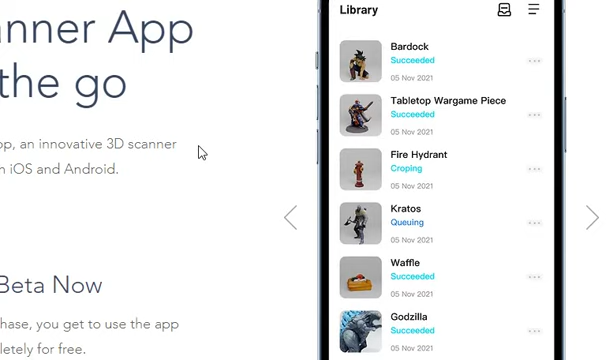 anner App
the go
pp, an innovative 3D scanner
n iOS and Android.
Beta Now
hase, you get to use the app
letely for free.
Library
Bardock
Succeeded
05 Nov 2021
Tabletop Wargame Piece
Succeeded
05 Nov 2021
Fire Hydrant
Croping
05 Nov 2021
Kratos
Queuing
05 Nov 2021
Waffle
Succeeded
05 Nov 2021
Godzilla
Succeeded
05 Nov 2021